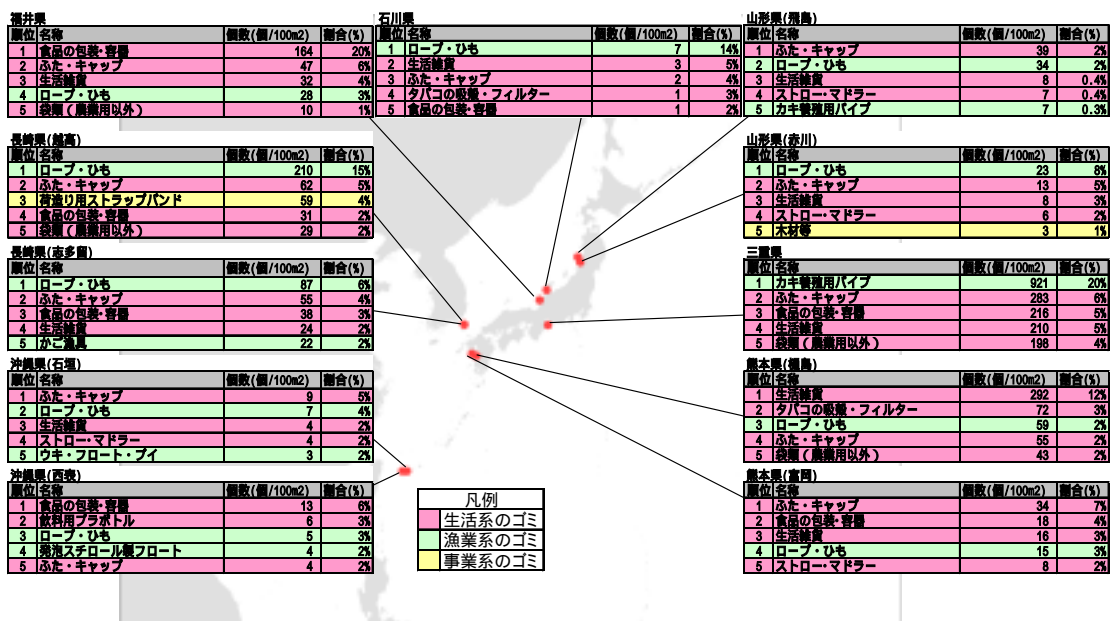 福井県
順位 名称 個数(個/100m2) 割合(%)
1 食品の包装・容器 164 20%
2 ふた・キャップ 47 6%
3 生活雑貨 32 4%
4 ロープ・ひも 28 3%
5 袋類(農業用以外) 10 1%
石川県
順位 名称 個数(個/100m2) 割合(%)
1 ロープ・ひも 7 14%
2 生活雑貨 3 5%
3 ふた・キャップ 2 4%
4 タバコの吸殻・フィルター 1 3%
5 食品の包装・容器 1 2%
山形県(飛島)
順位 名称 個数(個/100m2) 割合(%)
1 ふた・キャップ 39 2%
2 ロープ・ひも 34 2%
3 生活雑貨 8 0.4%
4 ストロー・マドラー 7 0.4%
5 カキ養殖用パイプ 7 0.3%
長崎県(越高)
順位 名称 個数(個/100m2) 割合(%)
1 ロープ・ひも 210 15%
2 ふた・キャップ 62 5%
3 荷造り用ストラップバンド 59 4%
4 食品の包装・容器 31 2%
5 袋類(農業用以外) 29 2%
山形県(赤川)
順位 名称 個数(個/100m2) 割合(%)
1 ロープ・ひも 23 8%
2 ふた・キャップ 13 5%
3 生活雑貨 8 3%
4 ストロー・マドラー 6 2%
5 木材等 3 1%
長崎県(志多留)
順位 名称 個数(個/100m2) 割合(%)
1 ロープ・ひも 87 6%
2 ふた・キャップ 55 4%
3 食品の包装・容器 38 3%
4 生活雑貨 24 2%
5 かご漁具 22 2%
三重県
順位 名称 個数(個/100m2) 割合(%)
1 カキ養殖用パイプ 921 20%
2 ふた・キャップ 283 6%
3 食品の包装・容器 216 5%
4 生活雑貨 210 5%
5 袋類(農業用以外) 198 4%
沖縄県(石垣)
順位 名称 個数(個/100m2) 割合(%)
1 ふた・キャップ 9 5%
2 ロープ・ひも 7 4%
3 生活雑貨 4 2%
4 ストロー・マドラー 4 2%
5 ウキ・フロート・ブイ 3 2%
熊本県(樋島)
順位 名称 個数(個/100m2) 割合(%)
1 生活雑貨 292 12%
2 タバコの吸殻・フィルター 72 3%
3 ロープ・ひも 59 2%
4 ふた・キャップ 55 2%
5 袋類(農業用以外) 43 2%
沖縄県(西表)
順位 名称 個数(個/100m2) 割合(%)
1 食品の包装・容器 13 6%
2 飲料用プラボトル 6 3%
3 ロープ・ひも 5 3%
4 発泡スチロール製フロート 4 2%
5 ふた・キャップ 4 2%
熊本県(富岡)
順位 名称 個数(個/100m2) 割合(%)
1 ふた・キャップ 34 7%
2 食品の包装・容器 18 4%
3 生活雑貨 16 3%
4 ロープ・ひも 15 3%
5 ストロー・マドラー 8 2%
凡例
生活系のゴミ
漁業系のゴミ
事業系のゴミ